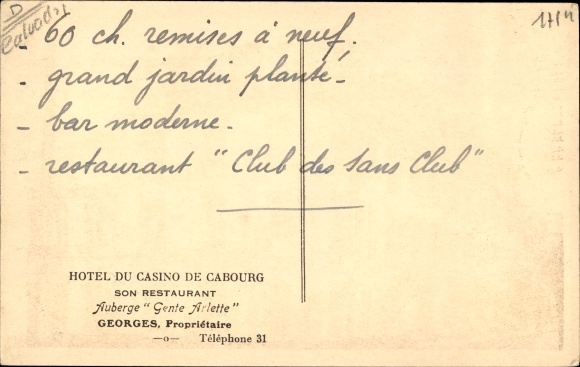 D
Calvados
- 60 ch. remises à neuf.
- grand jardin planté -
- bar moderne -
- restaurant "Club des Sans Club"
HOTEL DU CASINO DE CABOURG
SON RESTAURANT
Auberge "Gente Arlette"
GEORGES, Propriétaire
—o— Téléphone 31